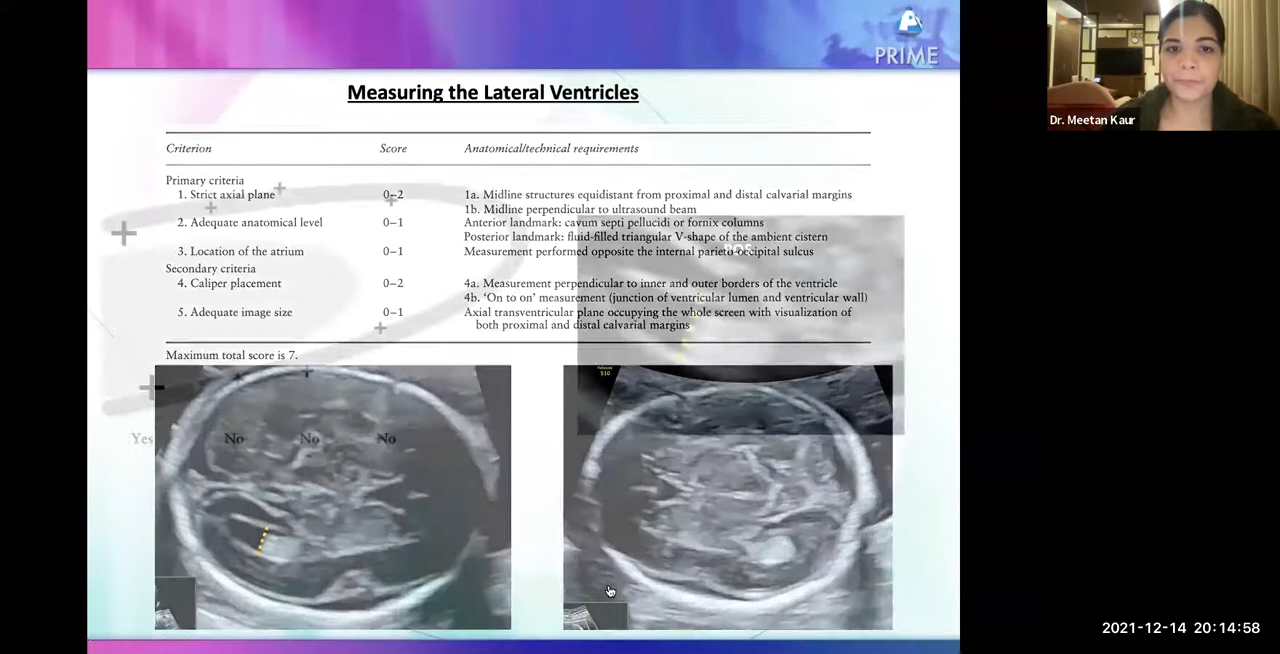 PRIME
Dr. Meetan Kaur
Measuring the Lateral Ventricles
Criterion Score Anatomical/technical requirements
Primary criteria
1. Strict axial plane 0–2 1a. Midline structures equidistant from proximal and distal calvarial margins
1b. Midline perpendicular to ultrasound beam
2. Adequate anatomical level 0–1 Anterior landmark: cavum septi pellucidi or fornix columns
Posterior landmark: fluid-filled triangular V-shape of the ambient cistern
3. Location of the atrium 0–1 Measurement performed opposite the internal parieto-occipital sulcus
POS
Secondary criteria
4. Caliper placement 0–2 4a. Measurement perpendicular to inner and outer borders of the ventricle
4b. ‘On to on’ measurement (junction of ventricular lumen and ventricular wall)
5. Adequate image size 0–1 Axial transventricular plane occupying the whole screen with visualization of
both proximal and distal calvarial margins
Maximum total score is 7.
Voluson
S10
Yes No No No
2021-12-14 20:14:58